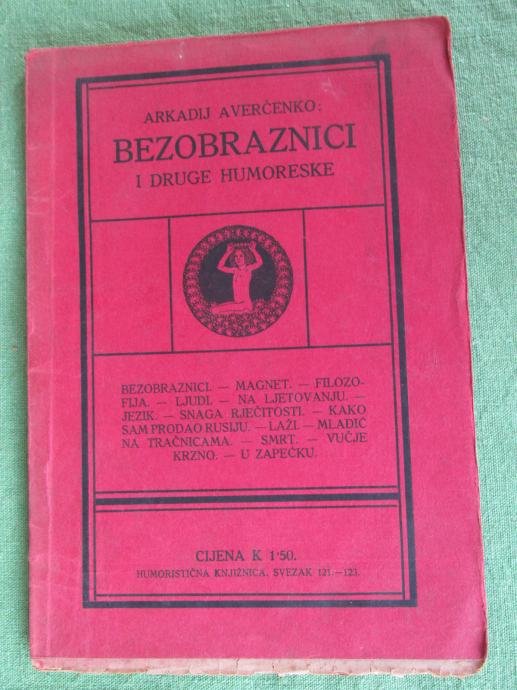 ARKADIJ AVERČENKO:
BEZOBRAZNICI
I DRUGE HUMORESKE
BEZOBRAZNICI. — MAGNET. — FILOZO-
FIJA. — LJUDI. — NA LJETOVANJU. —
JEZIK. — SNAGA RJEČITOSTI. — KAKO
SAM PRODAO RUSIJU. — LAŽI. — MLADIĆ
NA TRAČNICAMA. — SMRT. — VUČJE
KRZNO. — U ZAPEĆKU.
CIJENA K 1·50.
HUMORISTIČNA KNJIŽNICA, SVEZAK 121.—123.